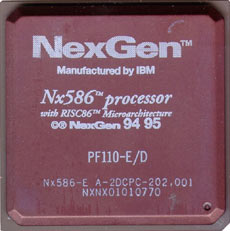 NexGen™
Manufactured by IBM
Nx586™ processor
with RISC86™ Microarchitecture
©® NexGen 94 95
PF110-E/D
Nx586-E A-2DCPC-202,001
NXNX01010770